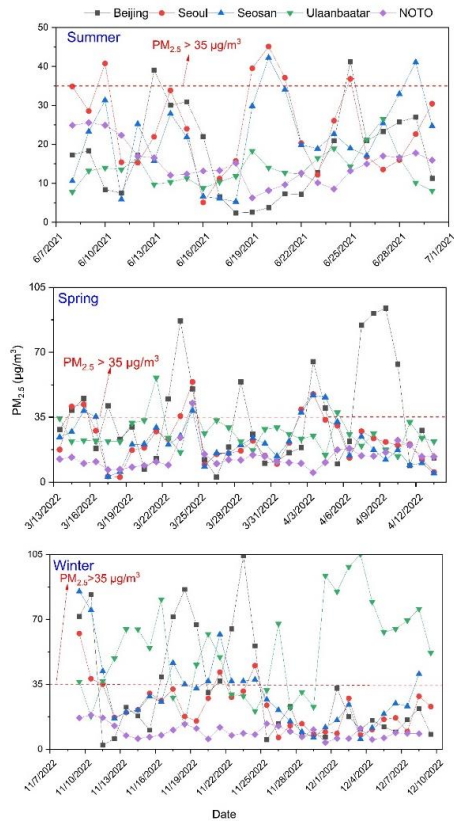 Beijing Seoul Seosan Ulaanbaatar NOTO
Summer
PM2.5 > 35 µg/m³
50
40
30
20
10
0
6/7/2021 6/10/2021 6/13/2021 6/16/2021 6/19/2021 6/22/2021 6/25/2021 6/28/2021 7/1/2021
Spring
PM2.5 > 35 µg/m³
PM2.5 (µg/m³)
105
70
35
0
3/13/2022 3/16/2022 3/19/2022 3/22/2022 3/25/2022 3/28/2022 3/31/2022 4/3/2022 4/6/2022 4/9/2022 4/12/2022
Winter
PM2.5>35 µg/m³
105
70
35
0
11/7/2022 11/10/2022 11/13/2022 11/16/2022 11/19/2022 11/22/2022 11/25/2022 11/28/2022 12/1/2022 12/4/2022 12/7/2022 12/10/2022
Date